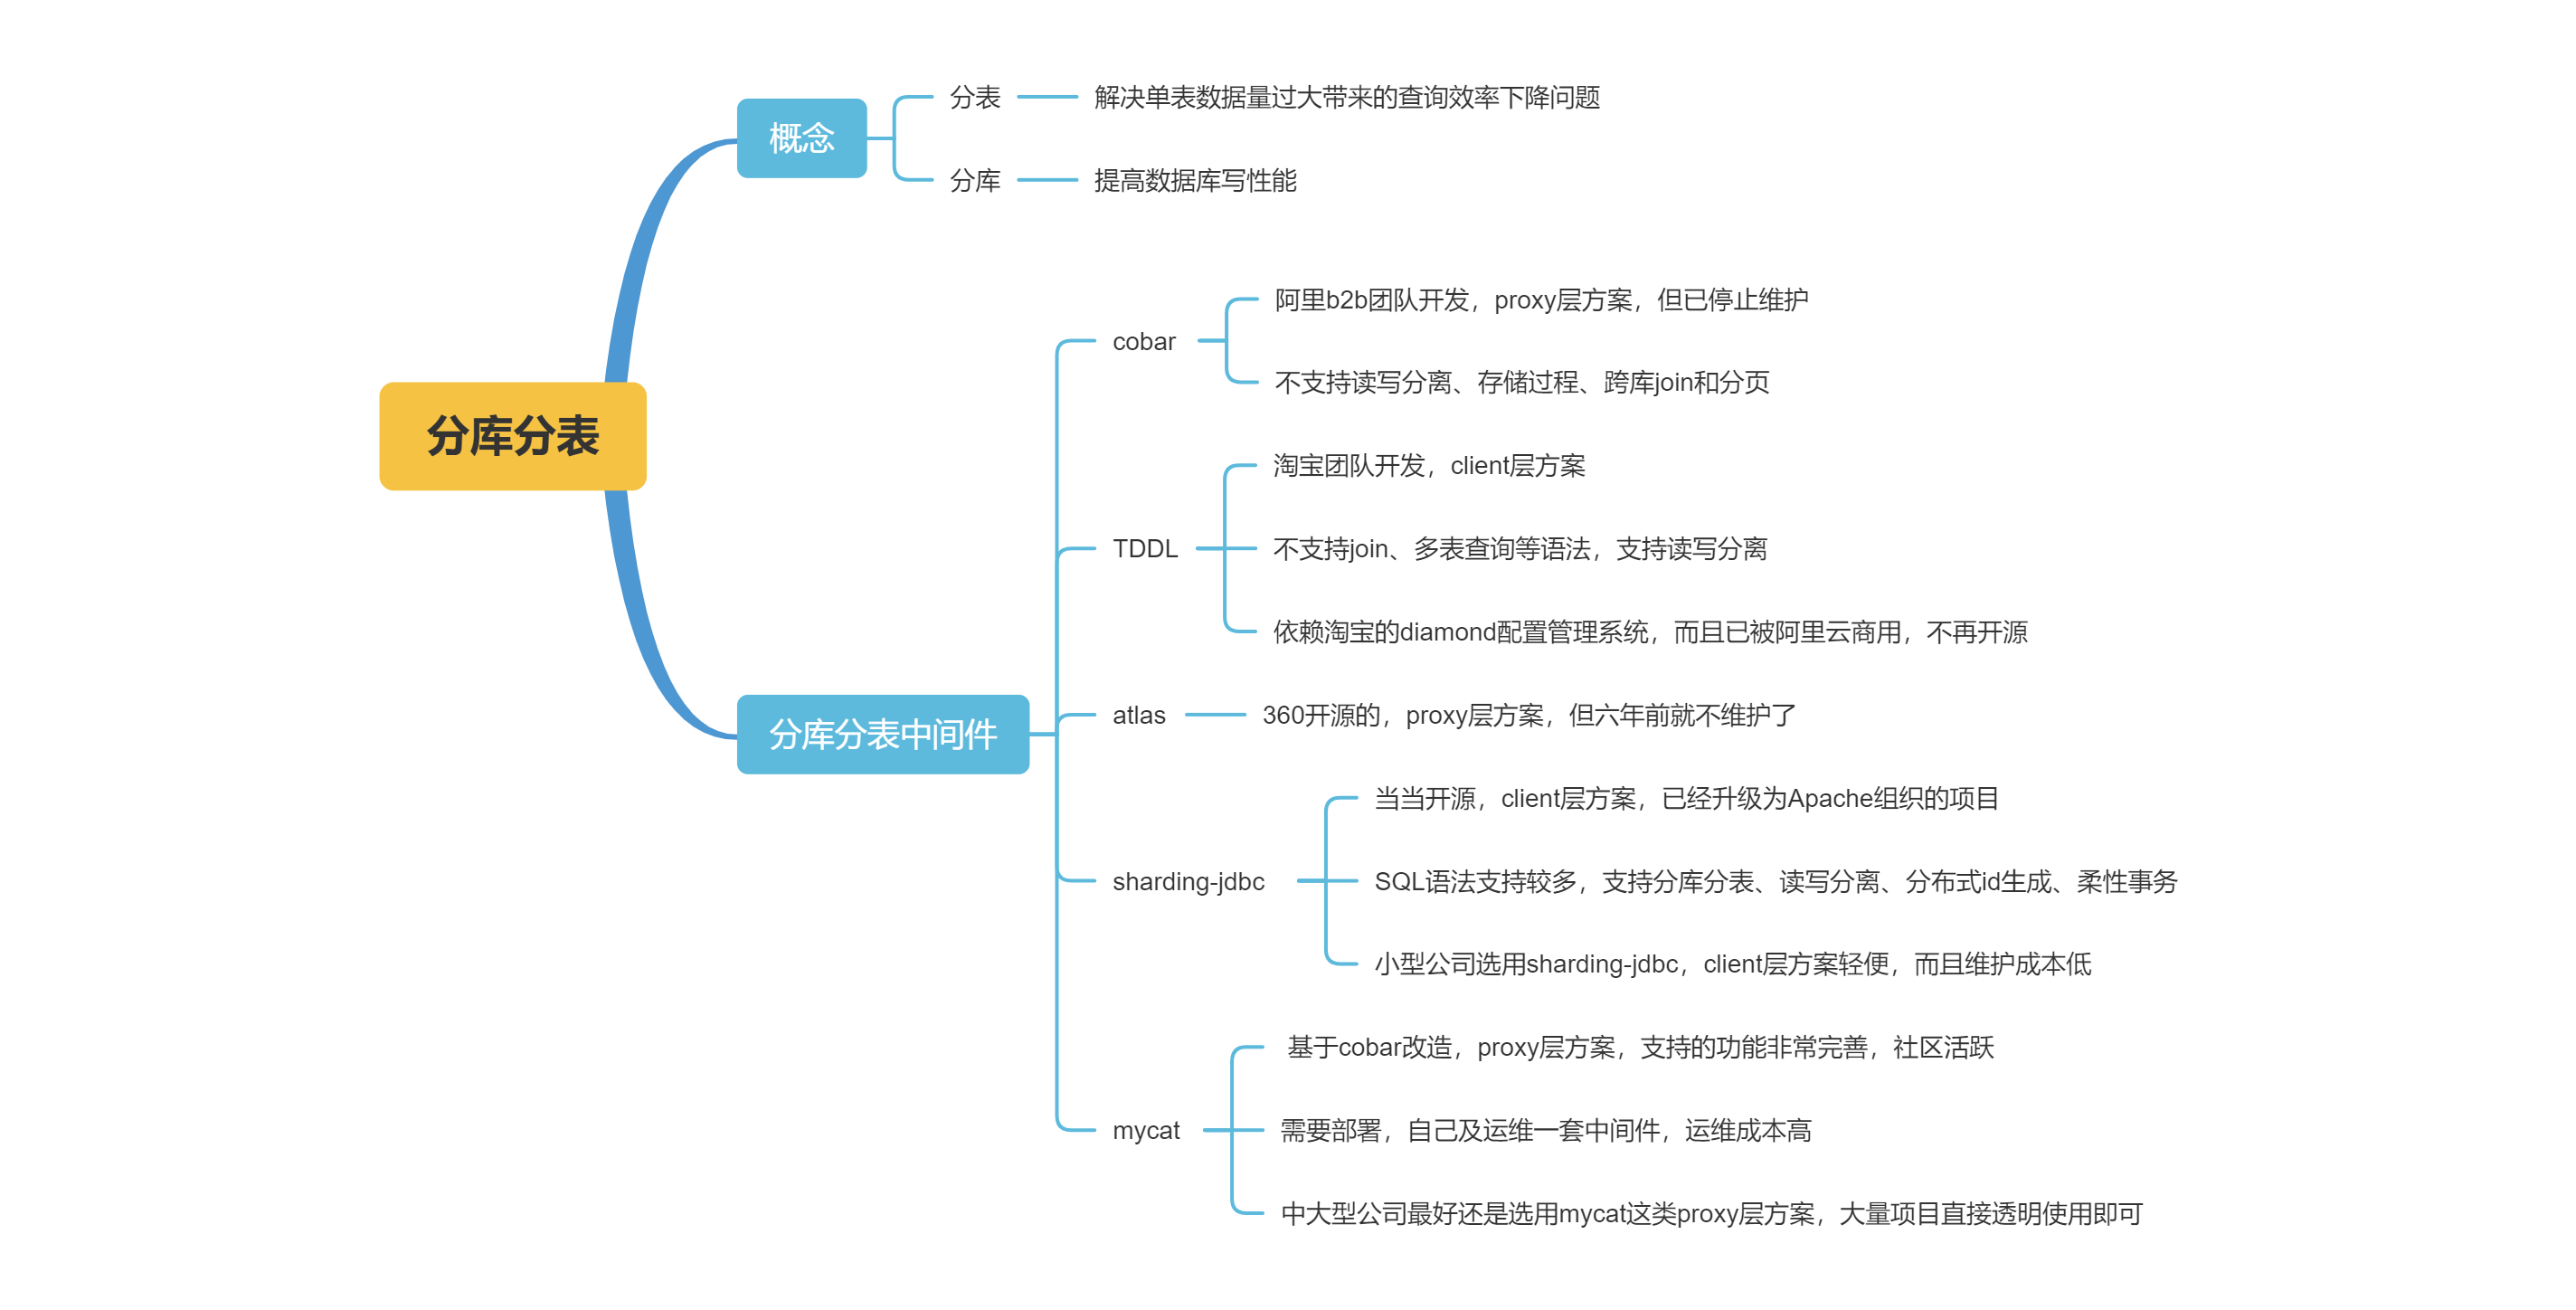 分库分表
概念
分表
解决单表数据量过大带来的查询效率下降问题
分库
提高数据库写性能
分库分表中间件
cobar
阿里b2b团队开发，proxy层方案，但已停止维护
不支持读写分离、存储过程、跨库join和分页
TDDL
淘宝团队开发，client层方案
不支持join、多表查询等语法，支持读写分离
依赖淘宝的diamond配置管理系统，而且已被阿里云商用，不再开源
atlas
360开源的，proxy层方案，但六年前就不维护了
sharding-jdbc
当当开源，client层方案，已经升级为Apache组织的项目
SQL语法支持较多，支持分库分表、读写分离、分布式id生成、柔性事务
小型公司选用sharding-jdbc，client层方案轻便，而且维护成本低
mycat
基于cobar改造，proxy层方案，支持的功能非常完善，社区活跃
需要部署，自己及运维一套中间件，运维成本高
中大型公司最好还是选用mycat这类proxy层方案，大量项目直接透明使用即可